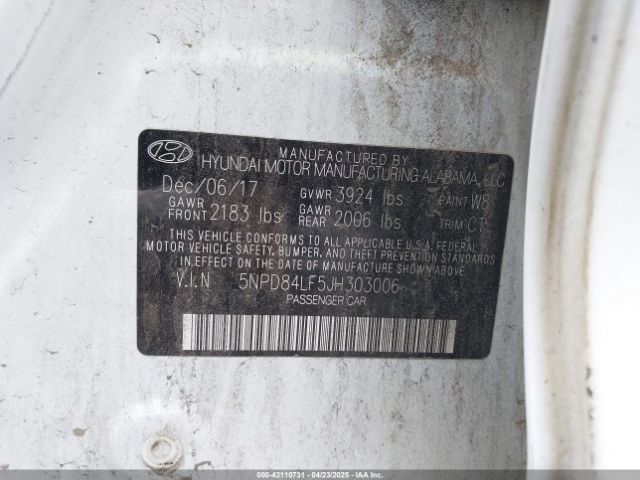 MANUFACTURED BY
HYUNDAI MOTOR MANUFACTURING ALABAMA, LLC
Dec/06/17 GVWR 3924 lbs PAINT W8
GAWR FRONT 2183 lbs GAWR REAR 2006 lbs TRIM CT
THIS VEHICLE CONFORMS TO ALL APPLICABLE U.S.A. FEDERAL
MOTOR VEHICLE SAFETY, BUMPER, AND THEFT PREVENTION
STANDARDS IN EFFECT ON THE DATE OF MANUFACTURE SHOWN ABOVE.
V.I.N 5NPD84LF5JH303006
PASSENGER CAR
000-42110731 - 04/23/2025 - COPART